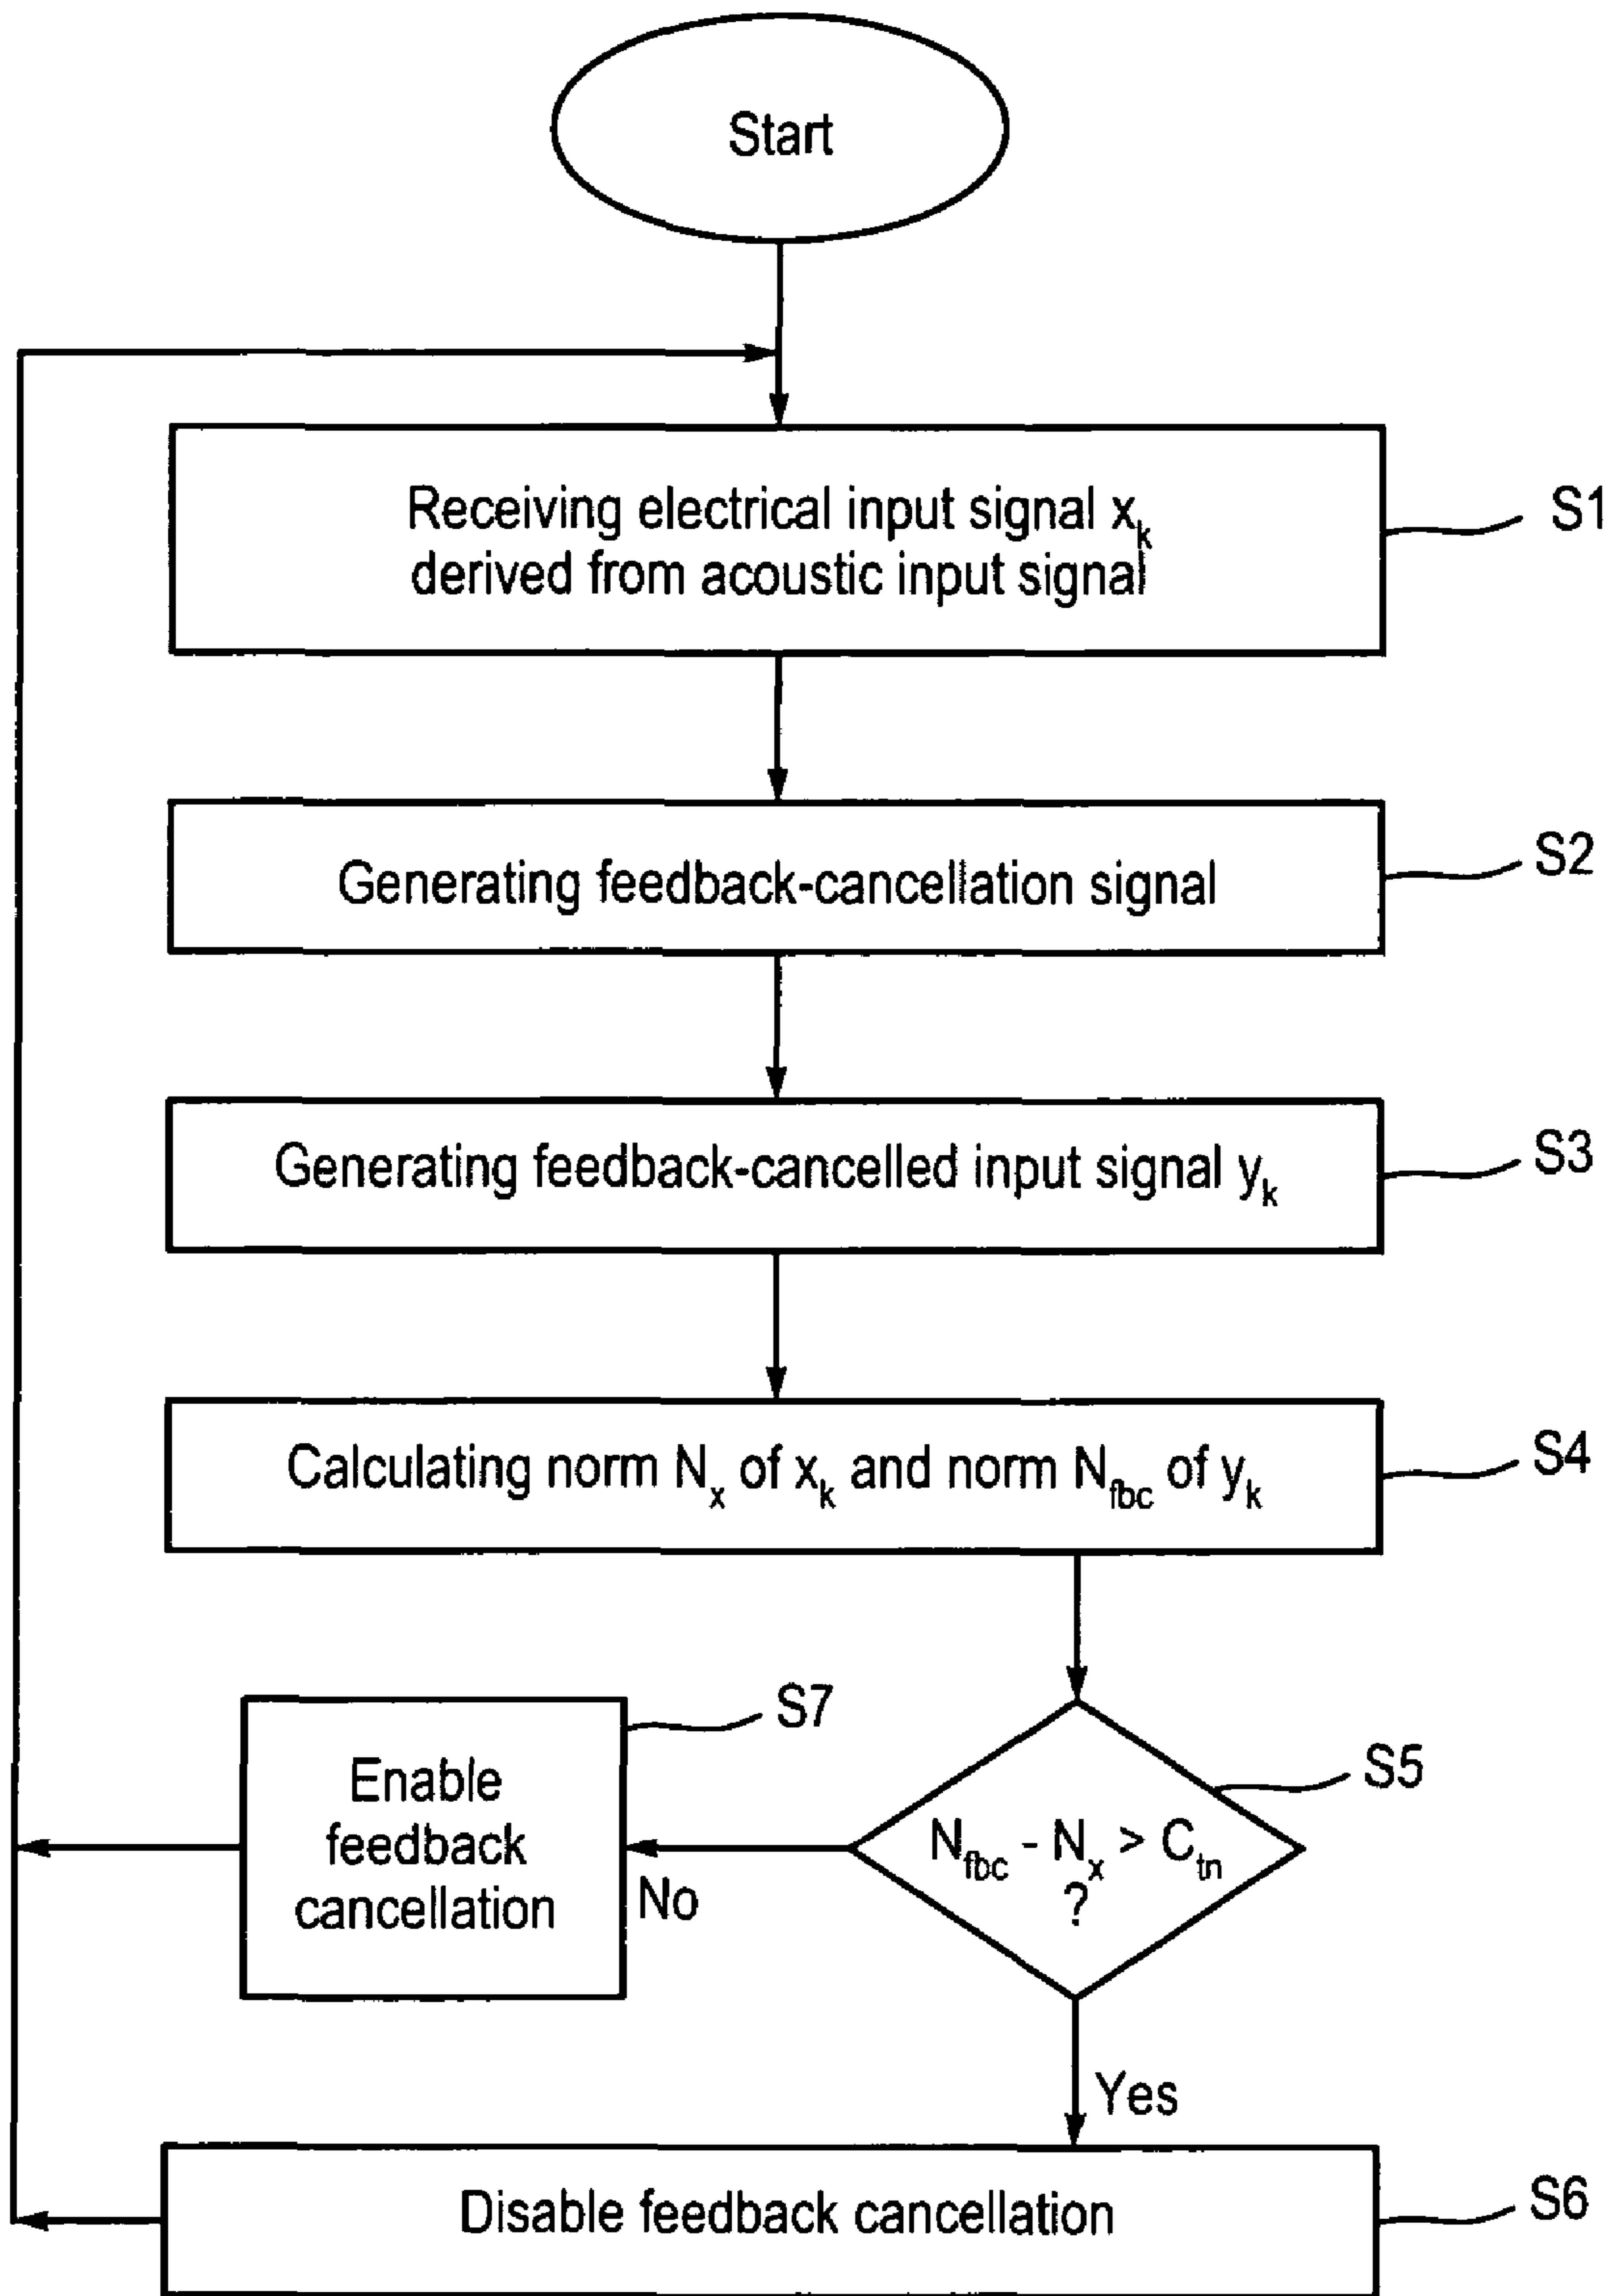 Start
Receiving electrical input signal x_k
derived from acoustic input signal
S1
Generating feedback-cancellation signal
S2
Generating feedback-cancelled input signal y_k
S3
Calculating norm N_x of x_k and norm N_fbc of y_k
S4
S7
Enable
feedback
cancellation
No
S5
N_fbc - N_x > C_tn
?
Yes
Disable feedback cancellation
S6